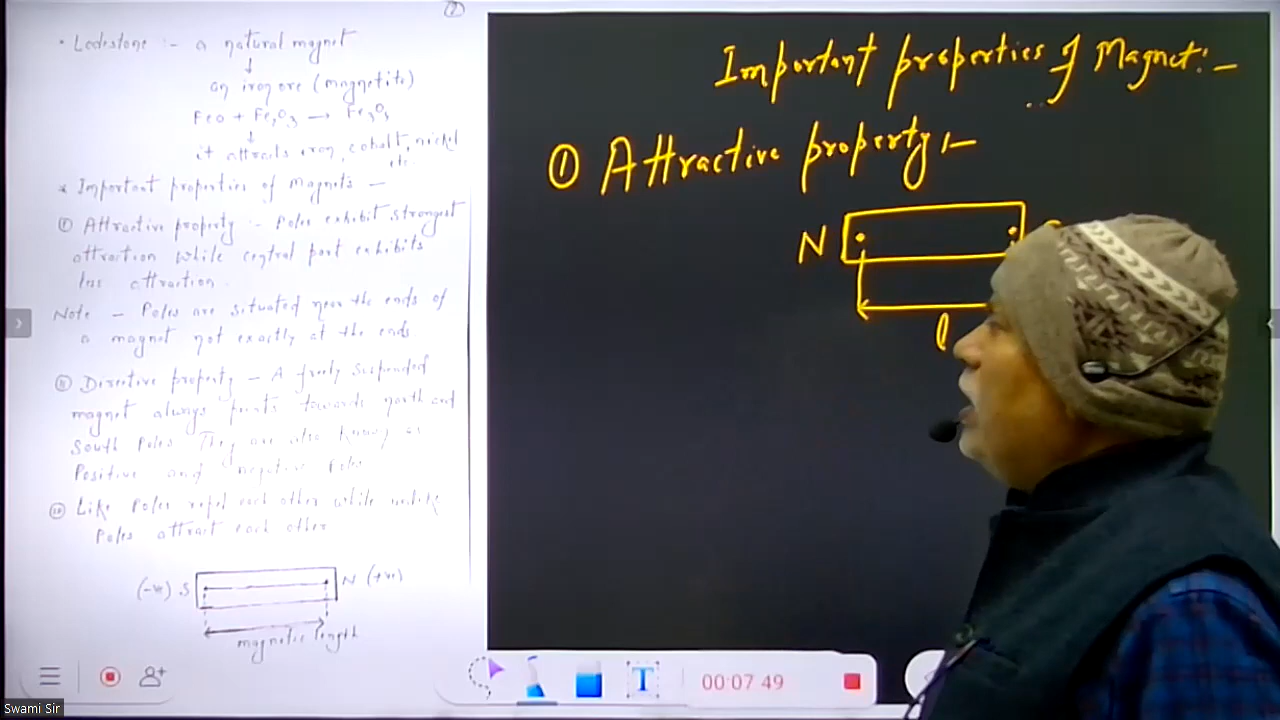 2
• Lodestone :- a natural magnet
↓
an iron ore (magnetite)
FeO + Fe₂O₃ → Fe₃O₄
↓
it attracts iron, cobalt, nickel
etc.
* Important properties of Magnets -
① Attractive property :- Poles exhibit strongest
attraction while central part exhibits
less attraction.
Note - Poles are situated near the ends of
a magnet not exactly at the ends.
② Directive property - A freely suspended
magnet always points towards north and
South Poles They are also known as
Positive and negative Poles
③ Like Poles repel each other while unlike
Poles attract each other
(-ve) S N (+ve)
magnetic length
Important properties of Magnet :-
① Attractive property :-
N
l
T
00:07:49
Swami Sir